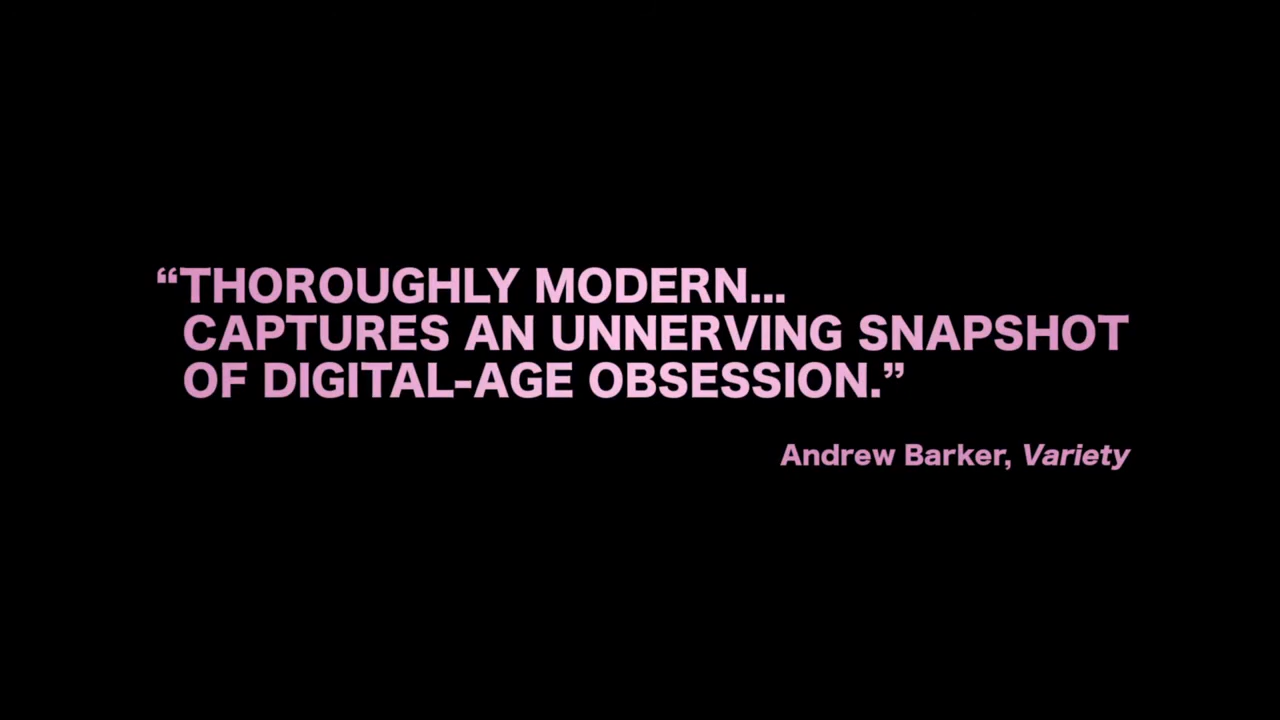 “THOROUGHLY MODERN...
CAPTURES AN UNNERVING SNAPSHOT
OF DIGITAL-AGE OBSESSION.”
Andrew Barker, Variety